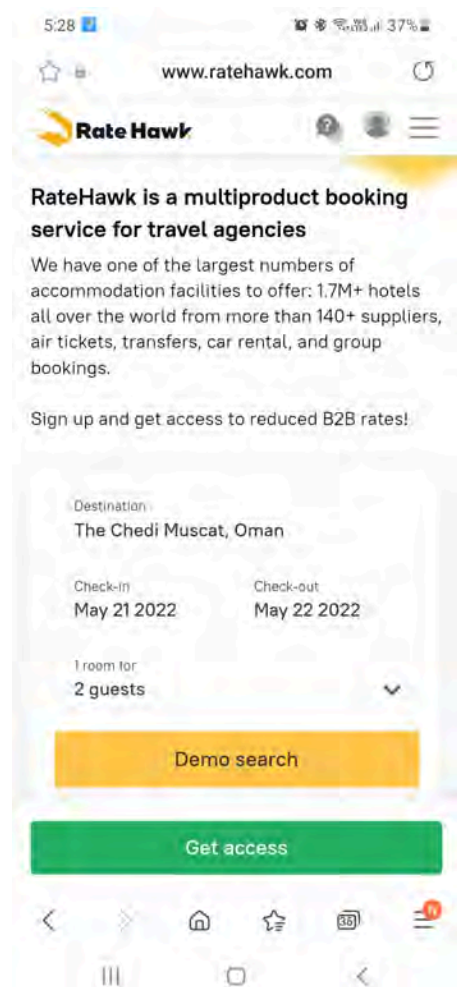 5:28
37%
www.ratehawk.com
Rate Hawk
RateHawk is a multiproduct booking
service for travel agencies
We have one of the largest numbers of
accommodation facilities to offer: 1.7M+ hotels
all over the world from more than 140+ suppliers,
air tickets, transfers, car rental, and group
bookings.
Sign up and get access to reduced B2B rates!
Destination
The Chedi Muscat, Oman
Check-in Check-out
May 21 2022 May 22 2022
1 room for
2 guests
Demo search
Get access
35
N